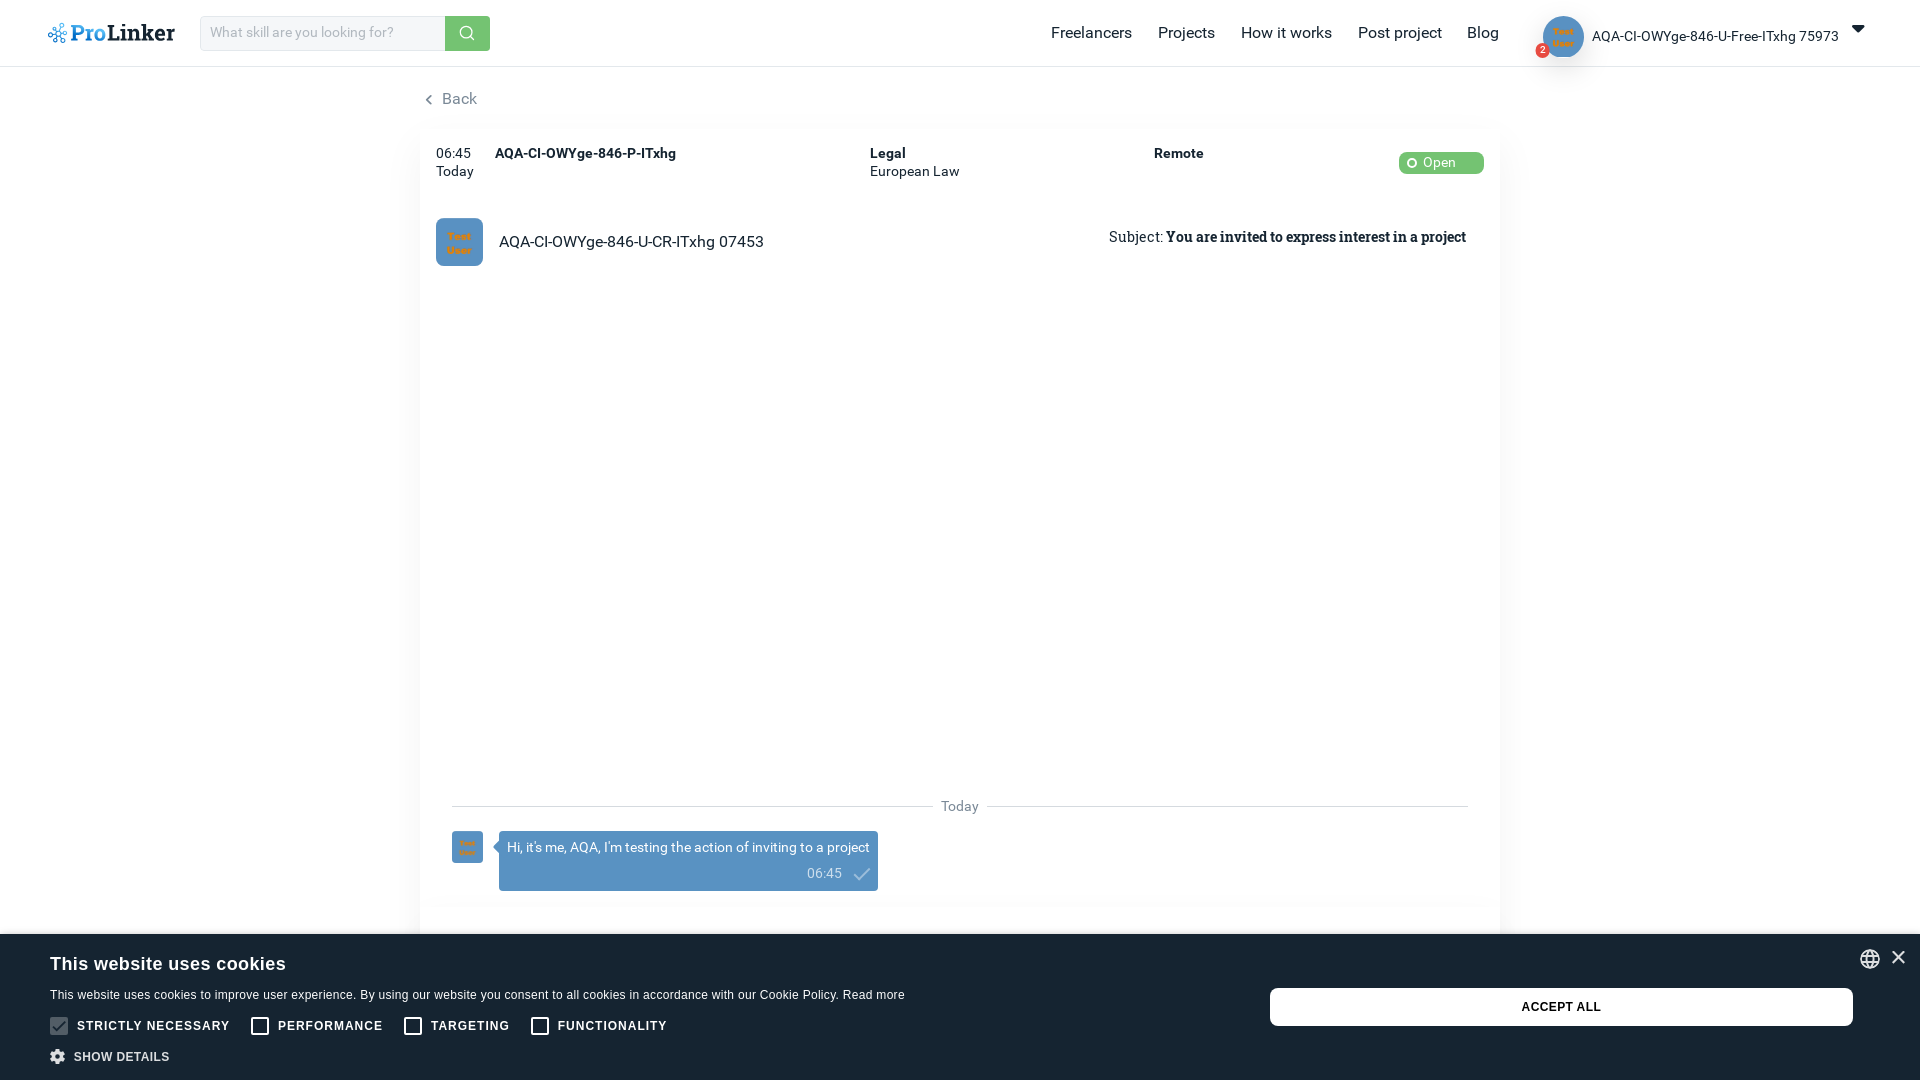 ProLinker
What skill are you looking for?
Freelancers
Projects
How it works
Post project
Blog
Test
User
2
AQA-CI-OWYge-846-U-Free-ITxhg 75973
Back
06:45
Today
AQA-CI-OWYge-846-P-ITxhg
Legal
European Law
Remote
Open
Test
User
AQA-CI-OWYge-846-U-CR-ITxhg 07453
Subject: You are invited to express interest in a project
Today
Test
User
Hi, it's me, AQA, I'm testing the action of inviting to a project
06:45
This website uses cookies
This website uses cookies to improve user experience. By using our website you consent to all cookies in accordance with our Cookie Policy. Read more
STRICTLY NECESSARY
PERFORMANCE
TARGETING
FUNCTIONALITY
SHOW DETAILS
ACCEPT ALL